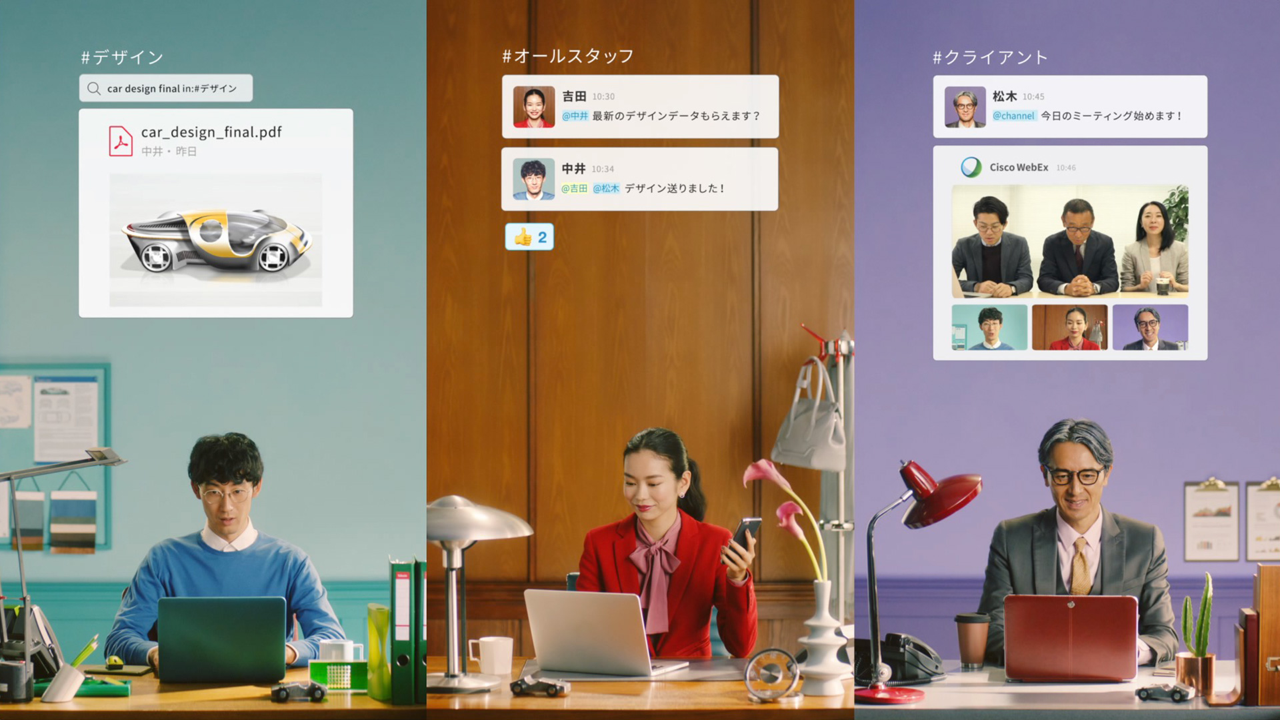 #デザイン
car design final in:#デザイン
car_design_final.pdf
中井・昨日
#オールスタッフ
吉田 10:30
@中井 最新のデザインデータもらえます？
中井 10:34
@吉田 @松木 デザイン送りました！
👍 2
#クライアント
松木 10:45
@channel 今日のミーティング始めます！
Cisco WebEx 10:46